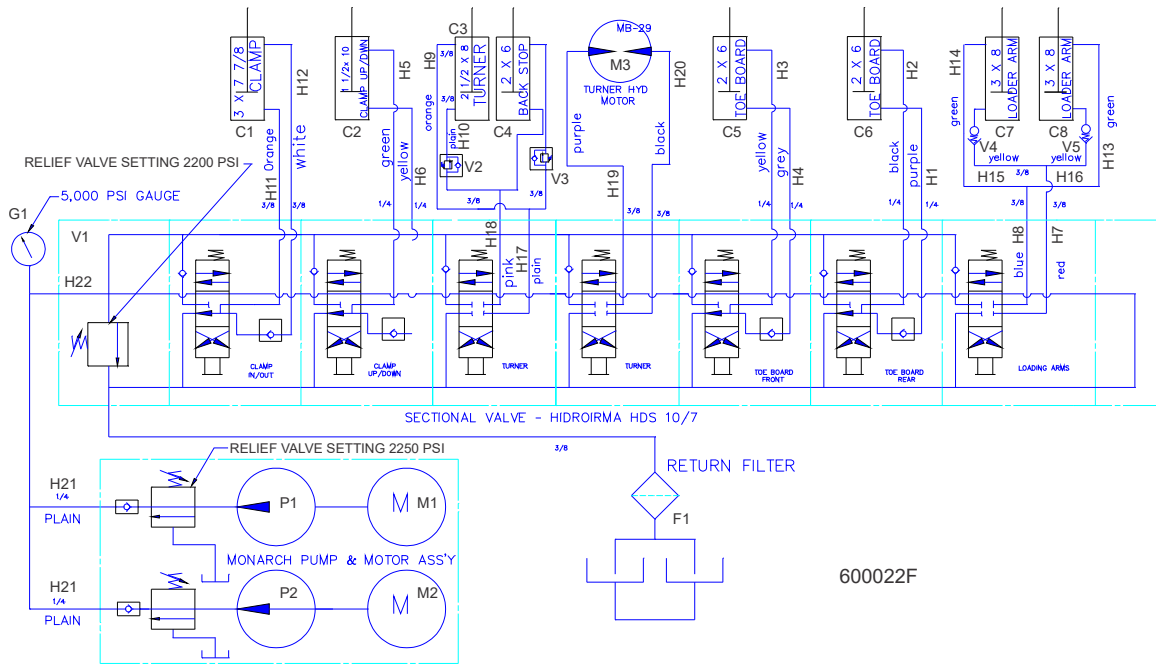 C1
3 X 7 7/8
CLAMP
H12
C2
1 1/2x 10
CLAMP UP/DWN
H5
C3
H9
3/8
3/8
2 1/2 X 8
TURNER
2 X 6
BACK STOP
C4
MB-29
M3
TURNER HYD
MOTOR
H20
2 X 6
TOE BOARD
C5
H3
2 X 6
TOE BOARD
C6
H2
H14
3 X 8
LOADER ARM
C7
3 X 8
LOADER ARM
C8
green
green
V4
V5
yellow
yellow
H13
H15
3/8
H16
orange
plain
H10
V2
V3
3/8
3/8
purple
black
H19
3/8
3/8
Orange
white
H11
3/8
3/8
green
yellow
H6
1/4
1/4
yellow
grey
H4
1/4
1/4
black
purple
H1
1/4
1/4
RELIEF VALVE SETTING 2200 PSI
G1
5,000 PSI GAUGE
V1
H22
H18
H17
pink
plain
H8
H7
3/8
3/8
blue
red
CLAMP
IN/OUT
CLAMP
UP/DOWN
TURNER
TURNER
TOE BOARD
FRONT
TOE BOARD
REAR
LOADING ARMS
SECTIONAL VALVE - HIDROIRMA HDS 10/7
RELIEF VALVE SETTING 2250 PSI
3/8
RETURN FILTER
F1
H21
1/4
PLAIN
P1
M
M1
MONARCH PUMP & MOTOR ASS'Y
H21
1/4
PLAIN
P2
M
M2
600022F